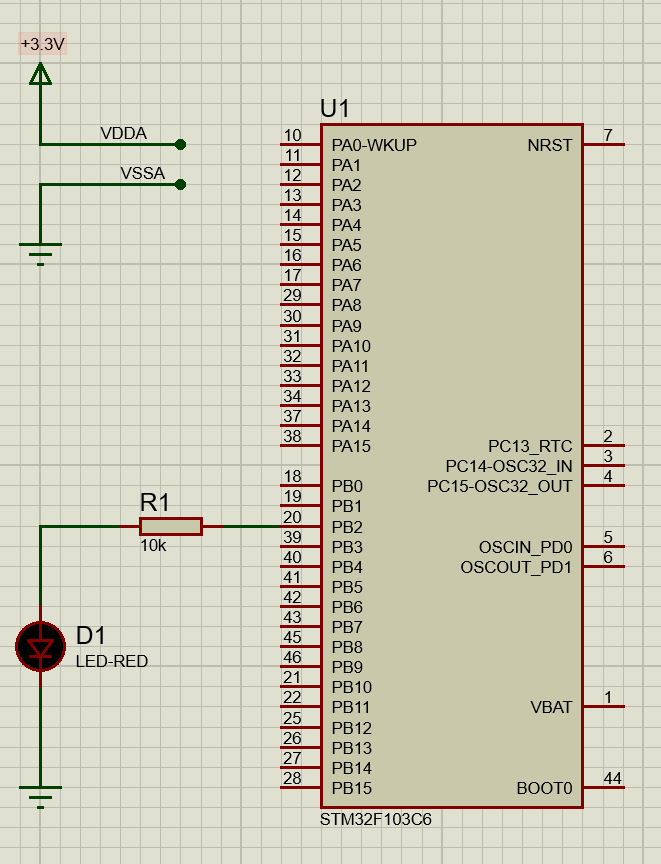 +3.3V
VDDA
VSSA
U1
10 PA0-WKUP NRST 7
11 PA1
12 PA2
13 PA3
14 PA4
15 PA5
16 PA6
17 PA7
29 PA8
30 PA9
31 PA10
32 PA11
33 PA12
34 PA13
37 PA14
38 PA15 PC13_RTC 2
PC14-OSC32_IN 3
18 PB0 PC15-OSC32_OUT 4
19 PB1
R1
10k
20 PB2
39 PB3 OSCIN_PD0 5
40 PB4 OSCOUT_PD1 6
41 PB5
42 PB6
43 PB7
45 PB8
46 PB9
21 PB10
22 PB11 VBAT 1
25 PB12
26 PB13
27 PB14
28 PB15 BOOT0 44
D1
LED-RED
STM32F103C6